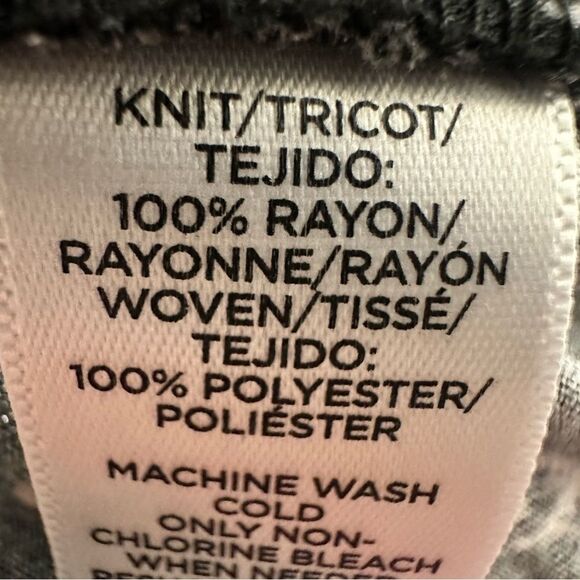 KNIT/TRICOT/
TEJIDO:
100% RAYON/
RAYONNE/RAYÓN
WOVEN/TISSÉ/
TEJIDO:
100% POLYESTER/
POLIÉSTER
MACHINE WASH
COLD
ONLY NON-
CHLORINE BLEACH
WHEN